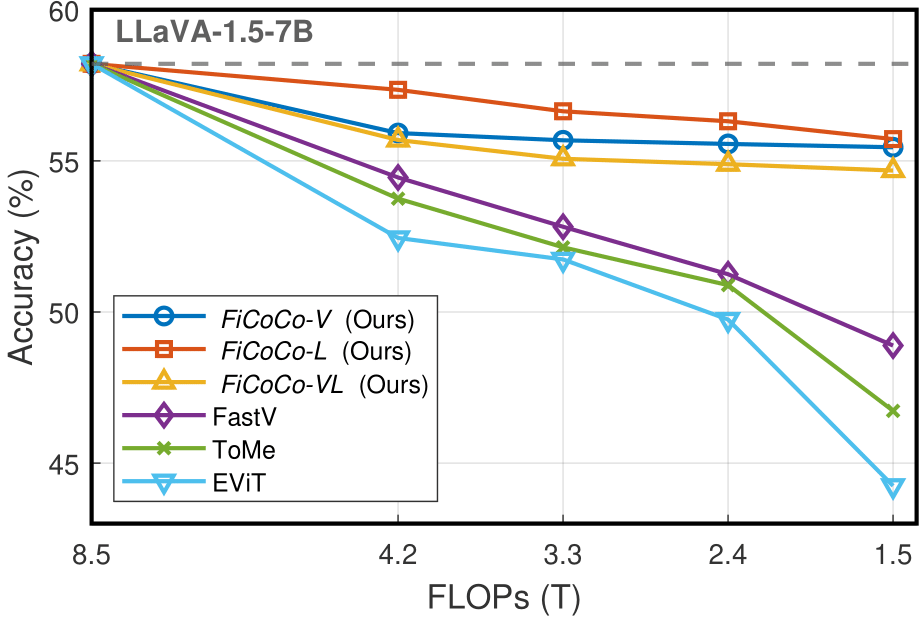 60
LLaVA-1.5-7B
55
50
45
Accuracy (%)
FiCoCo-V (Ours)
FiCoCo-L (Ours)
FiCoCo-VL (Ours)
FastV
ToMe
EViT
8.5 4.2 3.3 2.4 1.5
FLOPs (T)